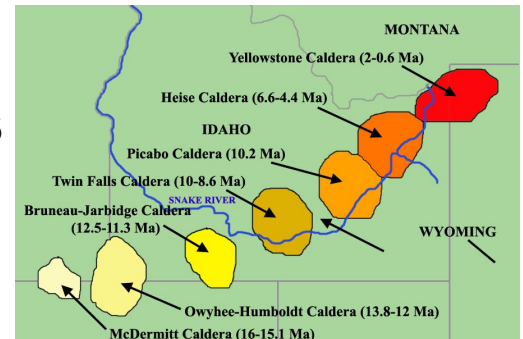 MONTANA
Yellowstone Caldera (2-0.6 Ma)
Heise Caldera (6.6-4.4 Ma)
IDAHO
Picabo Caldera (10.2 Ma)
Twin Falls Caldera (10-8.6 Ma)
SNAKE RIVER
Bruneau-Jarbidge Caldera
(12.5-11.3 Ma)
WYOMING
Owyhee-Humboldt Caldera (13.8-12 Ma)
McDermitt Caldera (16-15.1 Ma)